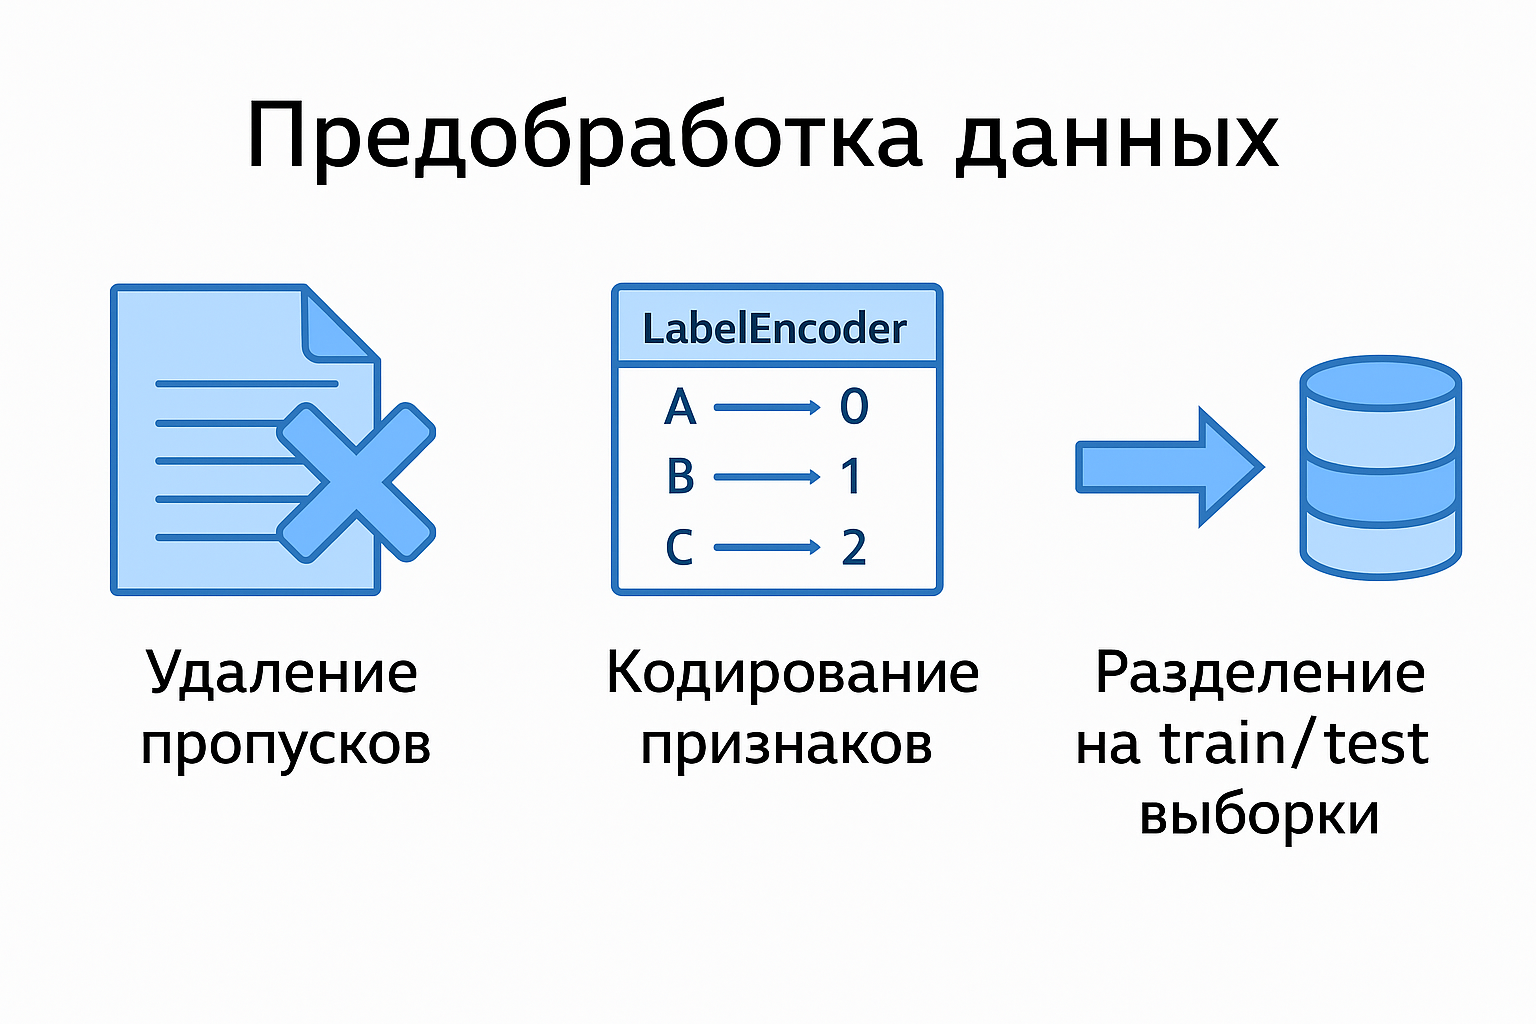 Предобработка данных
LabelEncoder
A → 0
B → 1
C → 2
Удаление
пропусков
Кодирование
признаков
Разделение
на train/test
выборки